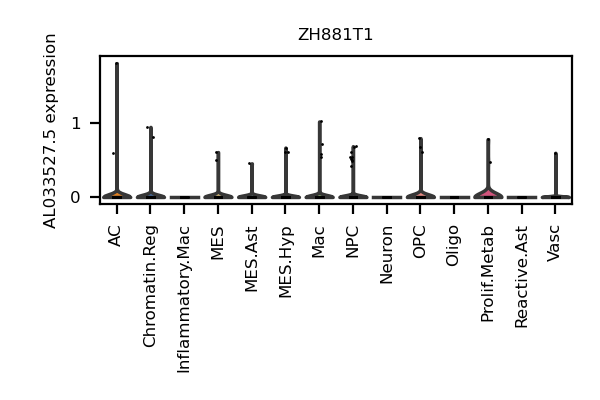 ZH881T1
AL033527.5 expression
1
0
AC
Chromatin.Reg
Inflammatory.Mac
MES
MES.Ast
MES.Hyp
Mac
NPC
Neuron
OPC
Oligo
Prolif.Metab
Reactive.Ast
Vasc